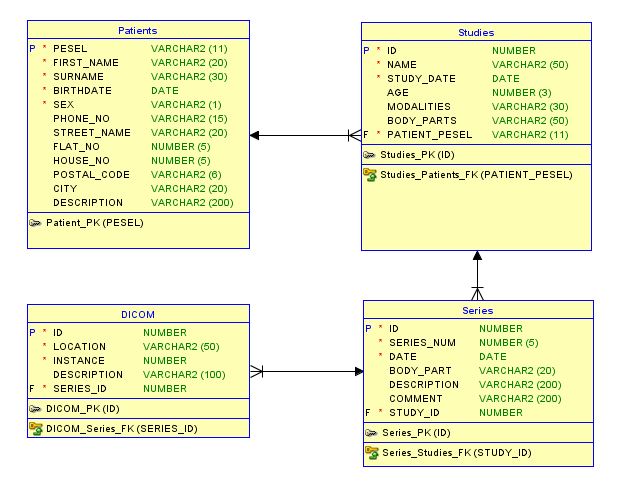 Patients
P * PESEL VARCHAR2 (11)
* FIRST_NAME VARCHAR2 (20)
* SURNAME VARCHAR2 (30)
* BIRTHDATE DATE
* SEX VARCHAR2 (1)
PHONE_NO VARCHAR2 (15)
STREET_NAME VARCHAR2 (20)
FLAT_NO NUMBER (5)
HOUSE_NO NUMBER (5)
POSTAL_CODE VARCHAR2 (6)
CITY VARCHAR2 (20)
DESCRIPTION VARCHAR2 (200)
Patient_PK (PESEL)
Studies
P * ID NUMBER
* NAME VARCHAR2 (50)
* STUDY_DATE DATE
AGE NUMBER (3)
MODALITIES VARCHAR2 (30)
BODY_PARTS VARCHAR2 (50)
F * PATIENT_PESEL VARCHAR2 (11)
Studies_PK (ID)
Studies_Patients_FK (PATIENT_PESEL)
DICOM
P * ID NUMBER
* LOCATION VARCHAR2 (50)
* INSTANCE NUMBER
DESCRIPTION VARCHAR2 (100)
F * SERIES_ID NUMBER
DICOM_PK (ID)
DICOM_Series_FK (SERIES_ID)
Series
P * ID NUMBER
* SERIES_NUM NUMBER (5)
* DATE DATE
BODY_PART VARCHAR2 (20)
DESCRIPTION VARCHAR2 (200)
COMMENT VARCHAR2 (200)
F * STUDY_ID NUMBER
Series_PK (ID)
Series_Studies_FK (STUDY_ID)